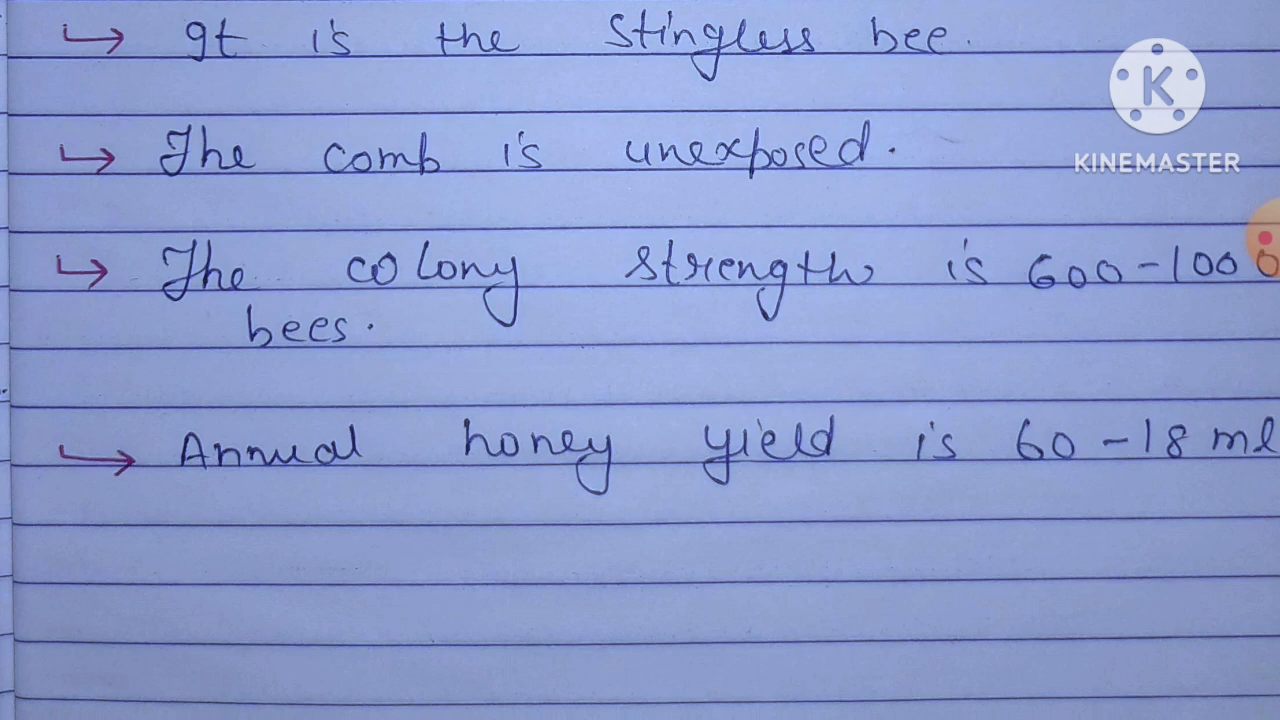 → It is the stingless bee.
K
KINEMASTER
→ The comb is unexposed.
→ The colony strength is 600-1000
bees.
→ Annual honey yield is 60-18 ml